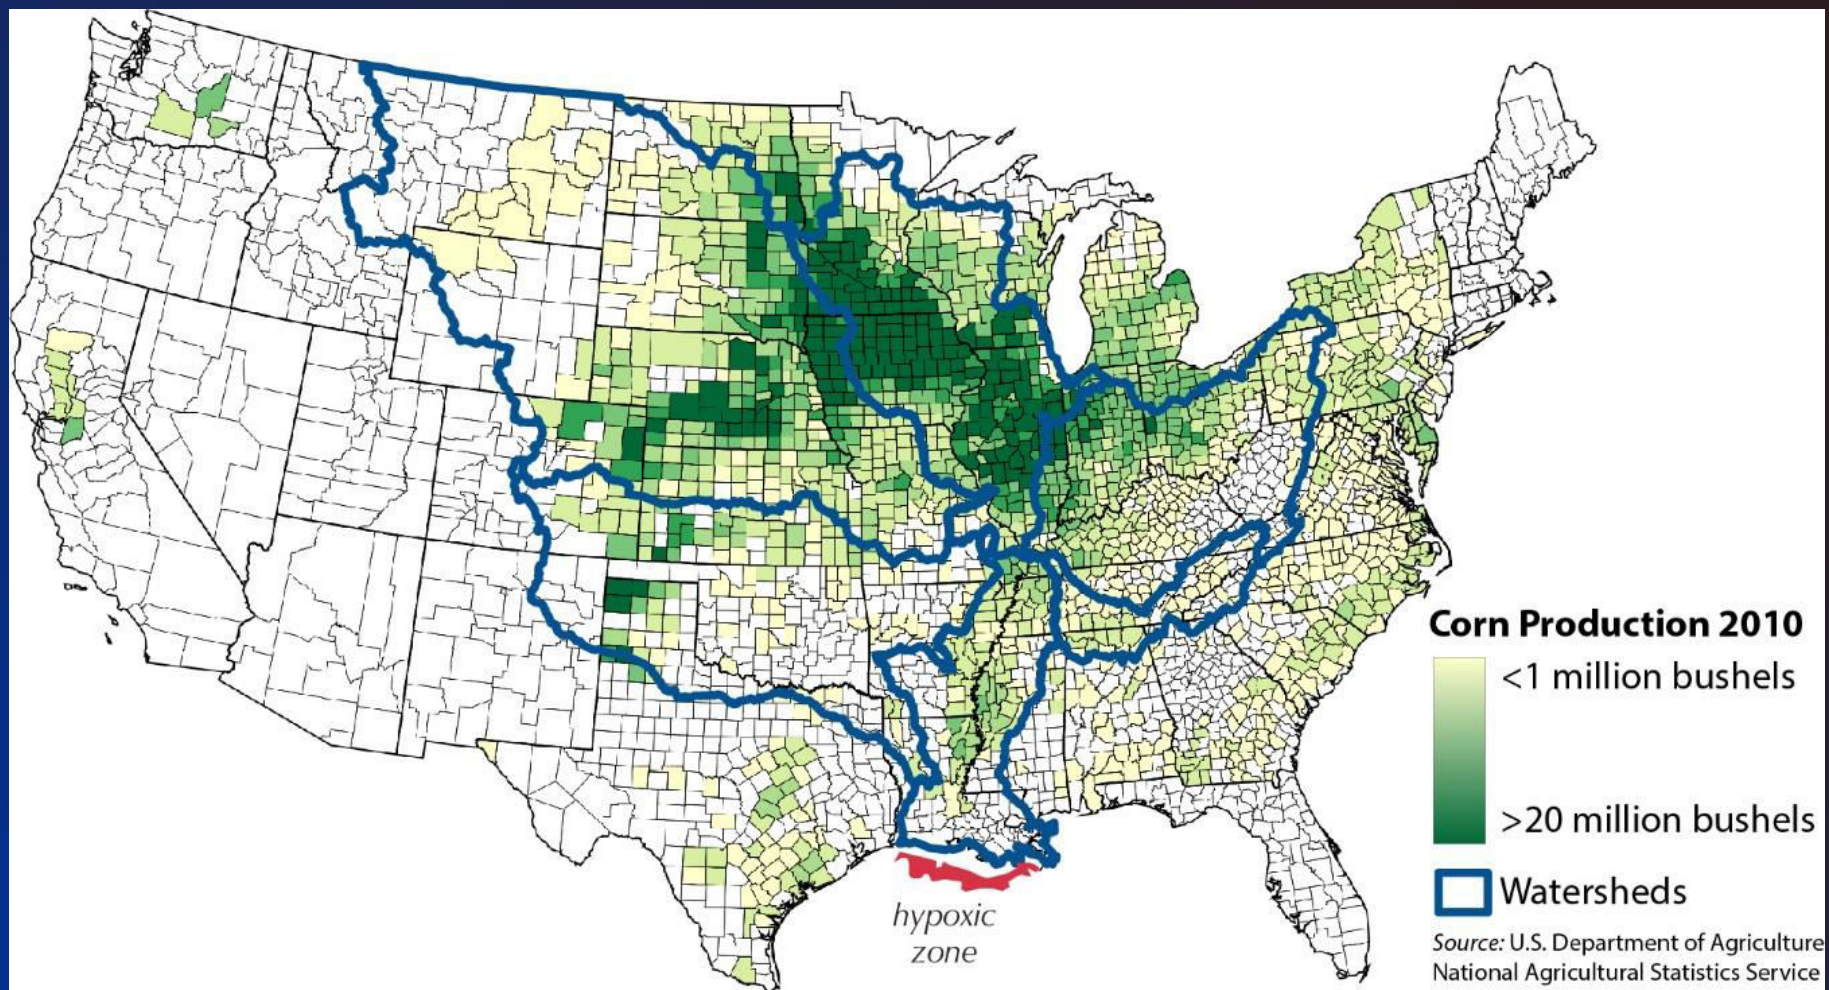 Corn Production 2010
<1 million bushels
>20 million bushels
Watersheds
Source: U.S. Department of Agriculture
National Agricultural Statistics Service
hypoxic
zone